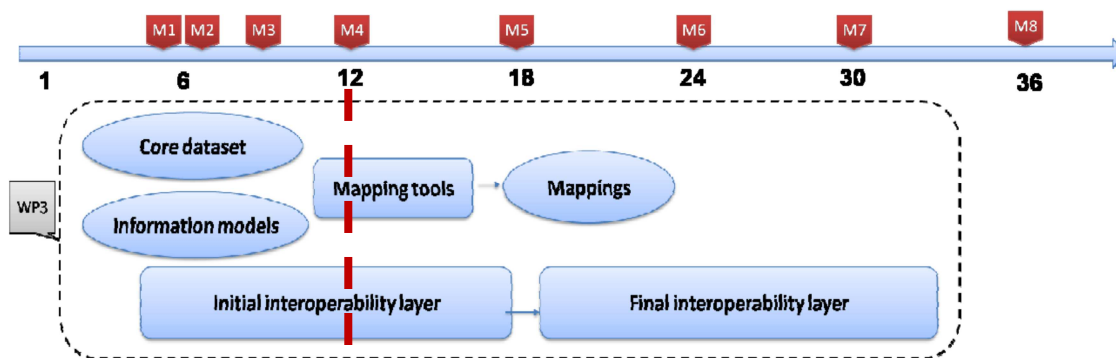 M1 M2 M3 M4 M5 M6 M7 M8
1 6 12 18 24 30 36
Core dataset
Mapping tools
Mappings
WP3
Information models
Initial interoperability layer
Final interoperability layer